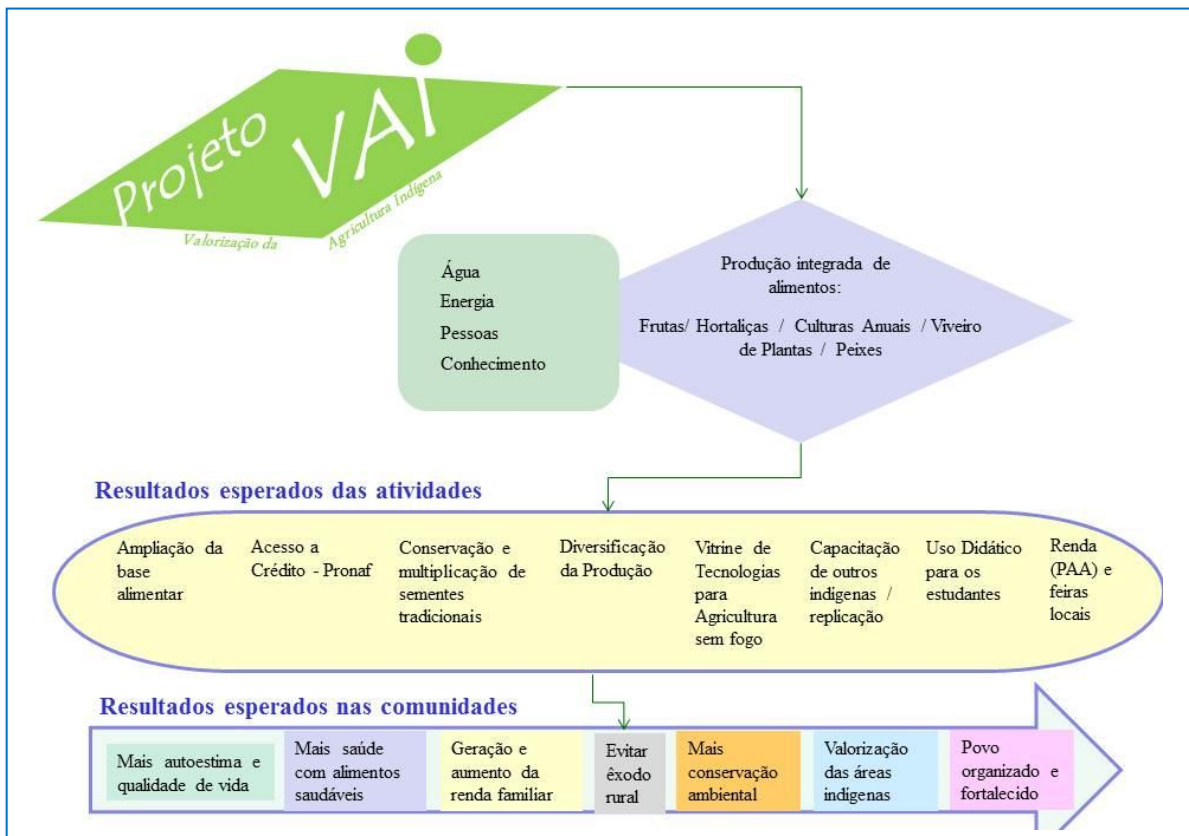 Projeto
VAi
Valorização da
Agricultura Indígena
Água
Energia
Pessoas
Conhecimento
Produção integrada de
alimentos:
Frutas/ Hortaliças / Culturas Anuais / Viveiro
de Plantas / Peixes
Resultados esperados das atividades
Ampliação da
base
alimentar
Acesso a
Crédito - Pronaf
Conservação e
multiplicação de
sementes
tradicionais
Diversificação
da Produção
Vitrine de
Tecnologias
para
Agricultura
sem fogo
Capacitação
de outros
indígenas /
replicação
Uso Didático
para os
estudantes
Renda
(PAA) e
feiras
locais
Resultados esperados nas comunidades
Mais autoestima e
qualidade de vida
Mais saúde
com alimentos
saudáveis
Geração e
aumento da
renda familiar
Evitar
êxodo
rural
Mais
conservação
ambiental
Valorização
das áreas
indígenas
Povo
organizado e
fortalecido